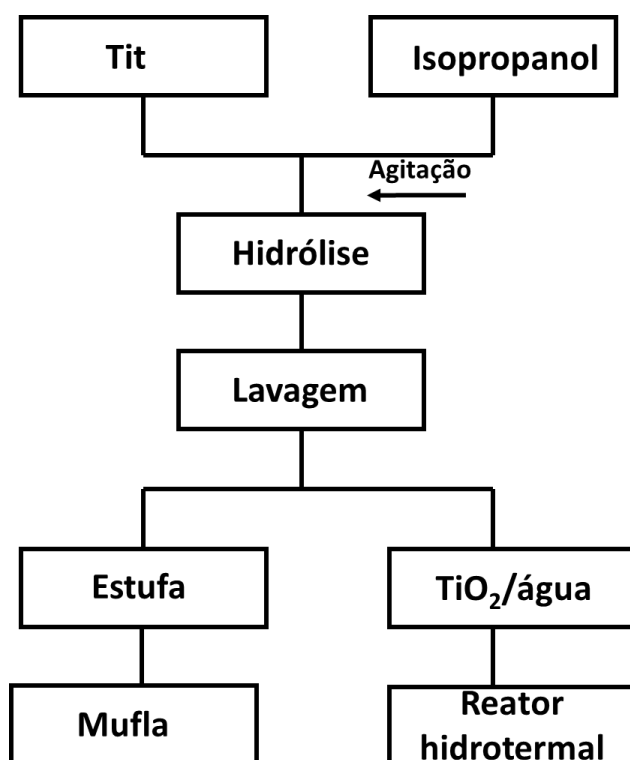 Tit
Isopropanol
Agitação
Hidrólise
Lavagem
Estufa
TiO₂/água
Mufla
Reator
hidrotermal